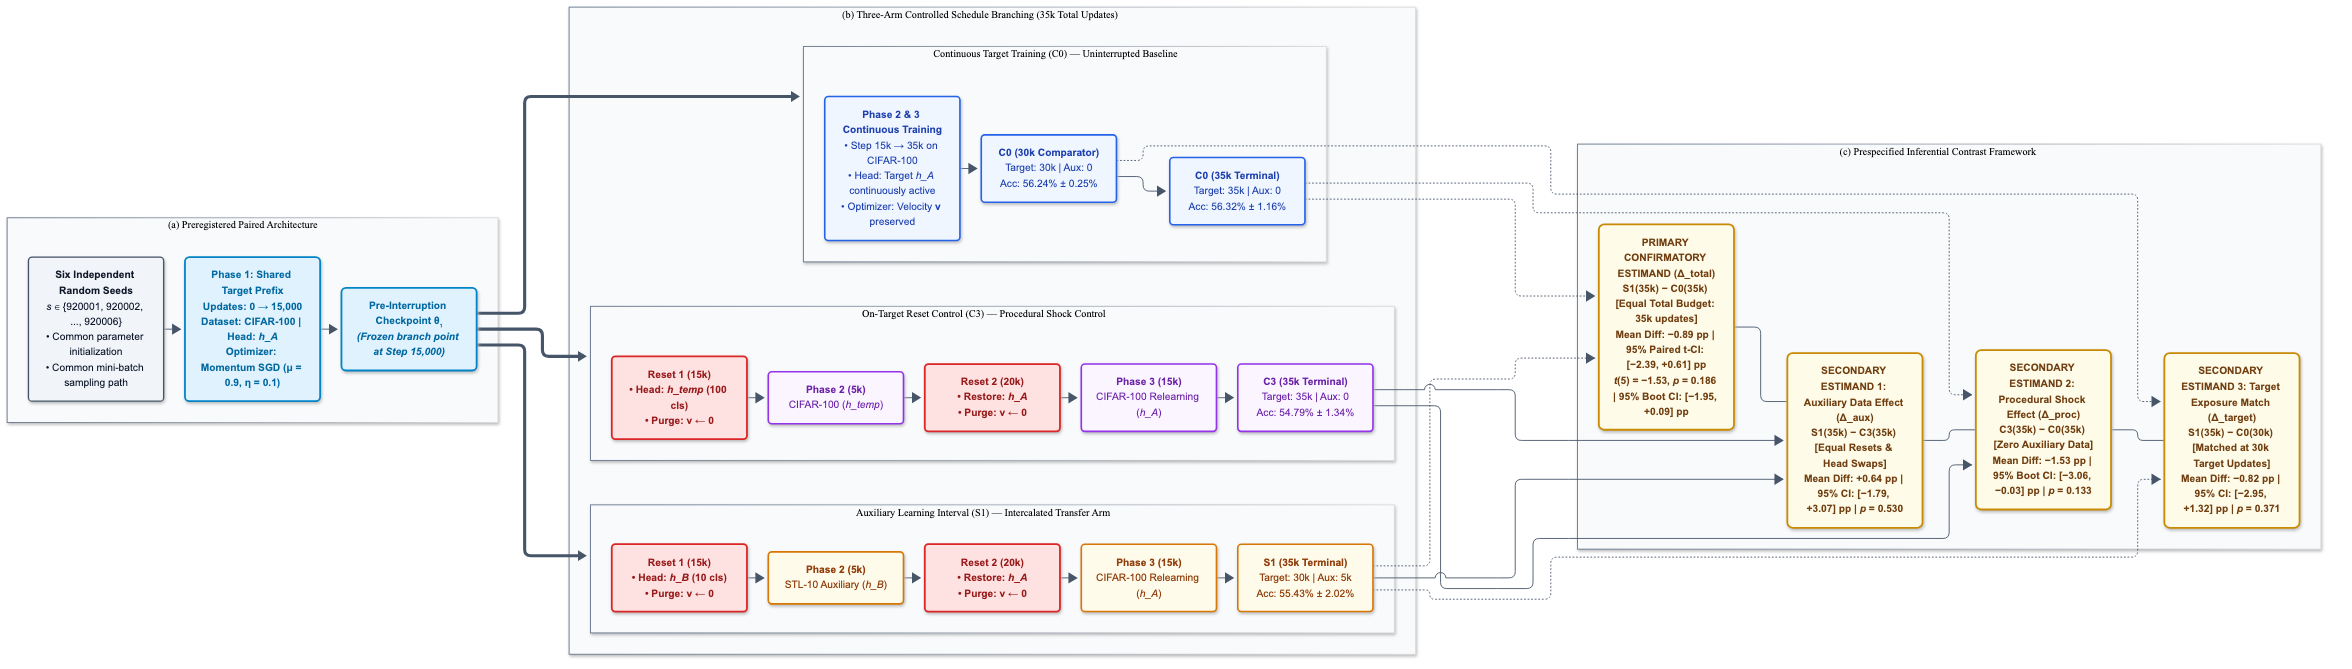 (a) Preregistered Paired Architecture
Six Independent
Random Seeds
s ∈ {920001, 920002,
..., 920006}
• Common parameter
initialization
• Common mini-batch
sampling path
Phase 1: Shared
Target Prefix
Updates: 0 → 15,000
Dataset: CIFAR-100 |
Head: h_A
Optimizer:
Momentum SGD (μ =
0.9, η = 0.1)
Pre-Interruption
Checkpoint θ₁
(Frozen branch point
at Step 15,000)
(b) Three-Arm Controlled Schedule Branching (35k Total Updates)
Continuous Target Training (C0) — Uninterrupted Baseline
Phase 2 & 3
Continuous Training
• Step 15k → 35k on
CIFAR-100
• Head: Target h_A
continuously active
• Optimizer: Velocity v
preserved
C0 (30k Comparator)
Target: 30k | Aux: 0
Acc: 56.24% ± 0.25%
C0 (35k Terminal)
Target: 35k | Aux: 0
Acc: 56.32% ± 1.16%
On-Target Reset Control (C3) — Procedural Shock Control
Reset 1 (15k)
• Head: h_temp (100
cls)
• Purge: v ← 0
Phase 2 (5k)
CIFAR-100 (h_temp)
Reset 2 (20k)
• Restore: h_A
• Purge: v ← 0
Phase 3 (15k)
CIFAR-100 Relearning
(h_A)
C3 (35k Terminal)
Target: 35k | Aux: 0
Acc: 54.79% ± 1.34%
Auxiliary Learning Interval (S1) — Intercalated Transfer Arm
Reset 1 (15k)
• Head: h_B (10 cls)
• Purge: v ← 0
Phase 2 (5k)
STL-10 Auxiliary (h_B)
Reset 2 (20k)
• Restore: h_A
• Purge: v ← 0
Phase 3 (15k)
CIFAR-100 Relearning
(h_A)
S1 (35k Terminal)
Target: 30k | Aux: 5k
Acc: 55.43% ± 2.02%
(c) Prespecified Inferential Contrast Framework
PRIMARY
CONFIRMATORY
ESTIMAND (Δ_total)
S1(35k) − C0(35k)
[Equal Total Budget:
35k updates]
Mean Diff: −0.89 pp |
95% Paired t-CI:
[−2.39, +0.61] pp
t(5) = −1.53, p = 0.186
| 95% Boot CI: [−1.95,
+0.09] pp
SECONDARY
ESTIMAND 1:
Auxiliary Data Effect
(Δ_aux)
S1(35k) − C3(35k)
[Equal Resets &
Head Swaps]
Mean Diff: +0.64 pp |
95% CI: [−1.79,
+3.07] pp | p = 0.530
SECONDARY
ESTIMAND 2:
Procedural Shock
Effect (Δ_proc)
C3(35k) − C0(35k)
[Zero Auxiliary Data]
Mean Diff: −1.53 pp |
95% Boot CI: [−3.06,
−0.03] pp | p = 0.133
SECONDARY
ESTIMAND 3: Target
Exposure Match
(Δ_target)
S1(35k) − C0(30k)
[Matched at 30k
Target Updates]
Mean Diff: −0.82 pp |
95% CI: [−2.95,
+1.32] pp | p = 0.371